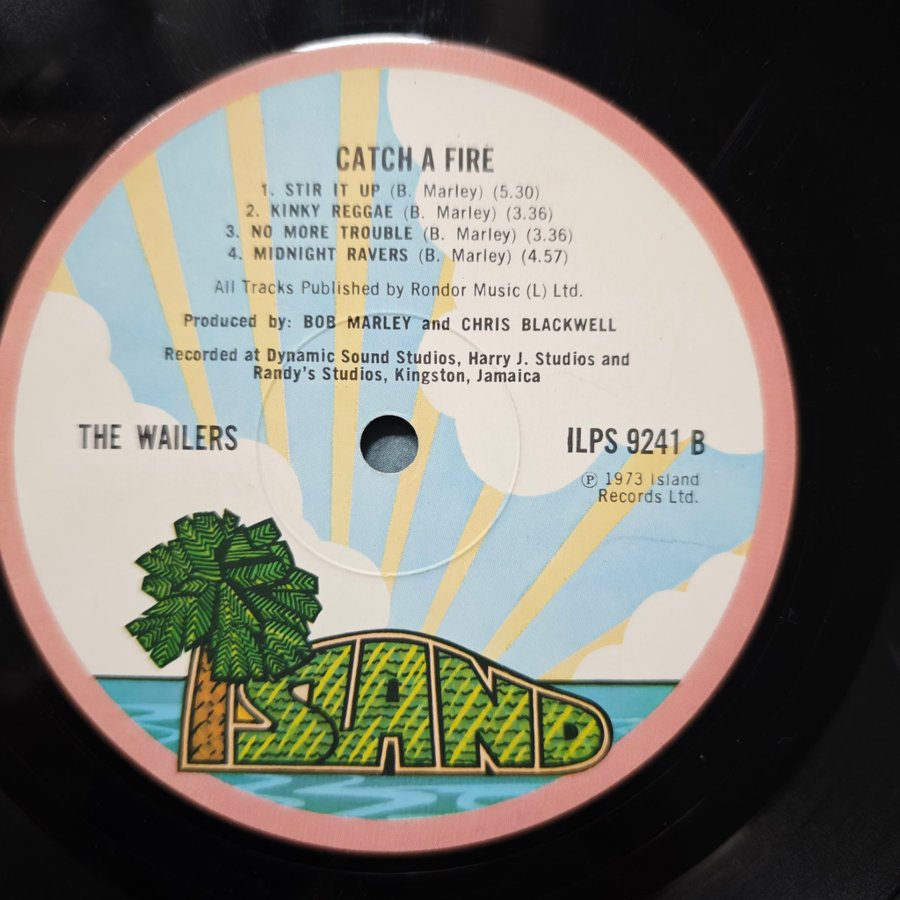 CATCH A FIRE
1. STIR IT UP (B. Marley) (5.30)
2. KINKY REGGAE (B. Marley) (3.36)
3. NO MORE TROUBLE (B. Marley) (3.36)
4. MIDNIGHT RAVERS (B. Marley) (4.57)
All Tracks Published by Rondor Music (L) Ltd.
Produced by: BOB MARLEY and CHRIS BLACKWELL
Recorded at Dynamic Sound Studios, Harry J. Studios and
Randy's Studios, Kingston, Jamaica
THE WAILERS
ILPS 9241 B
℗ 1973 Island
Records Ltd.
ISLAND